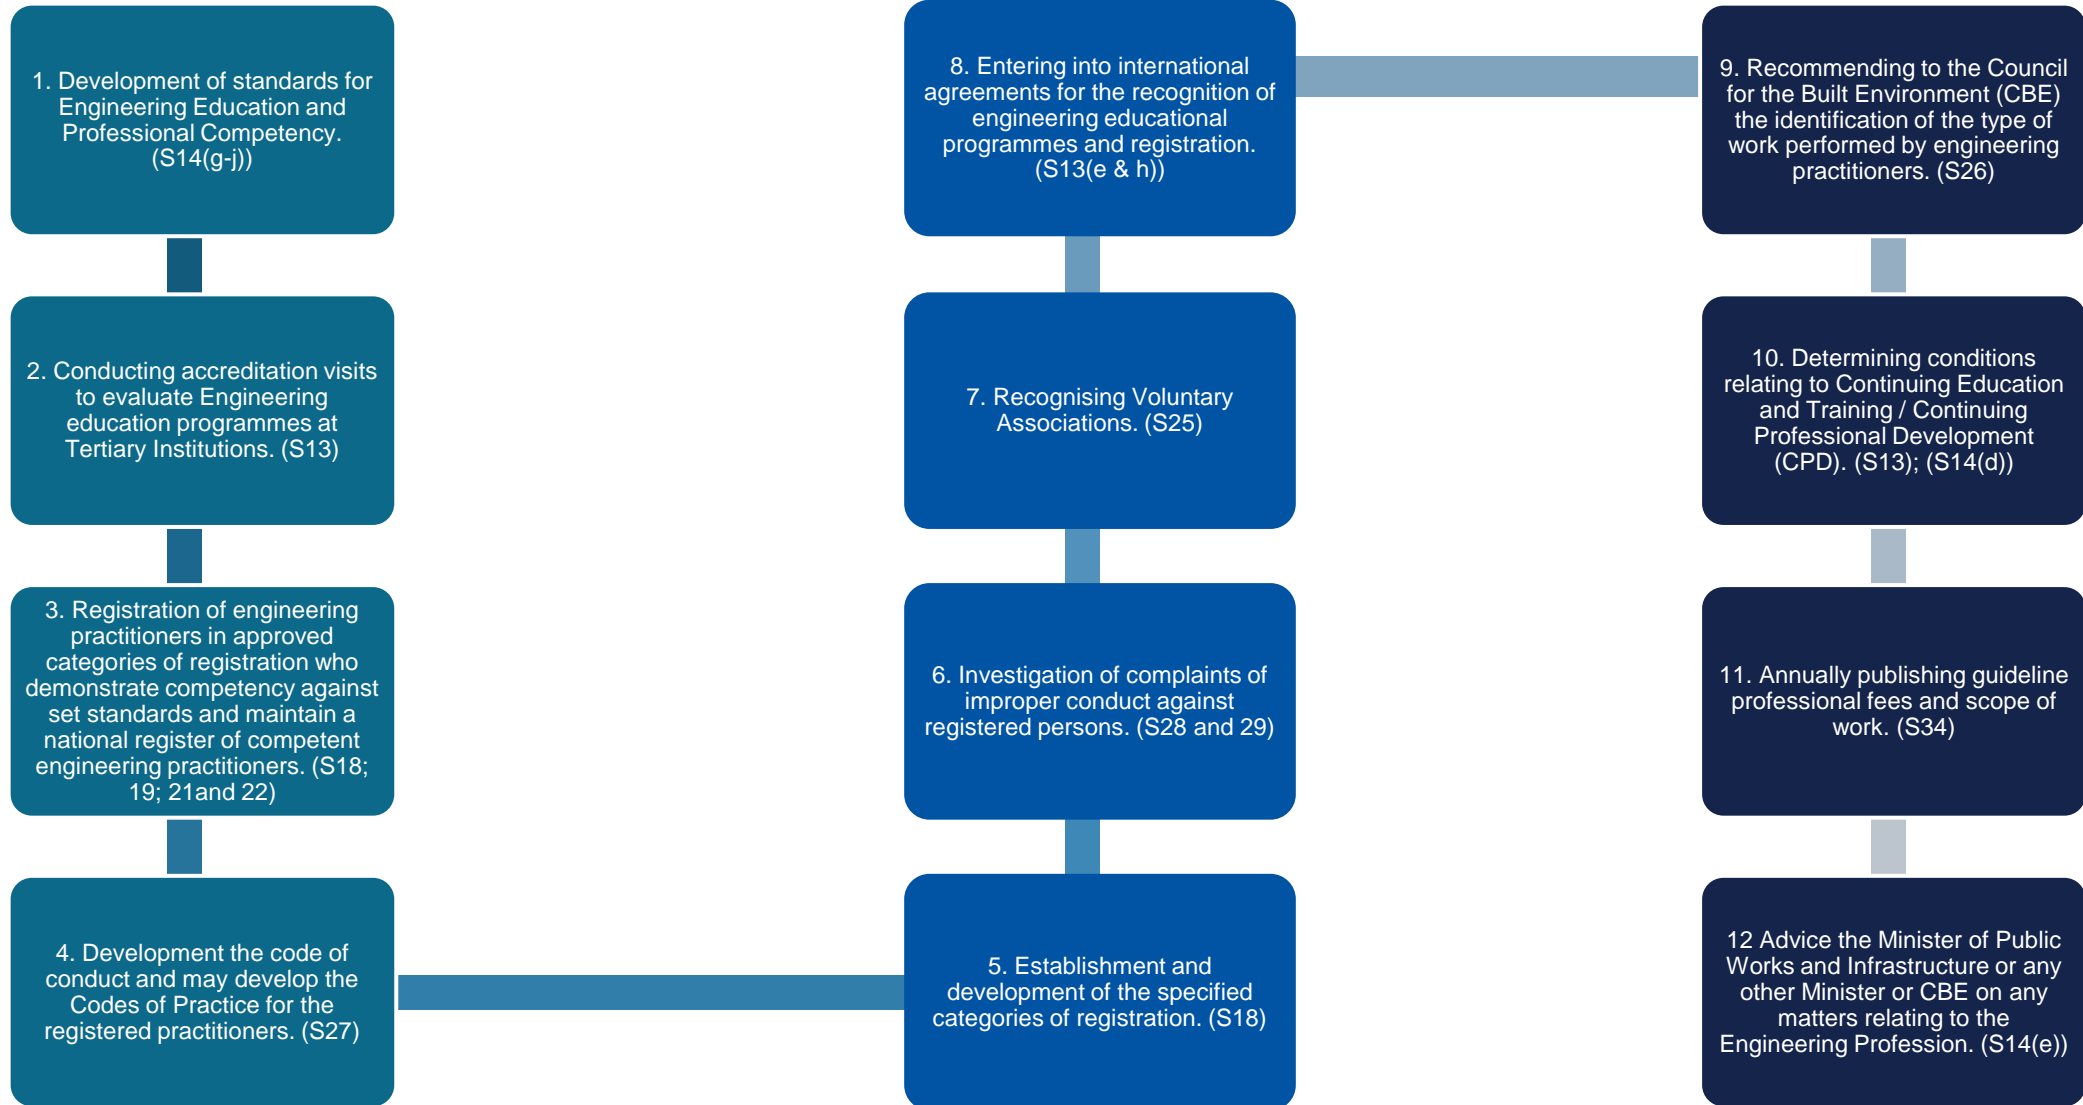 1. Development of standards for
Engineering Education and
Professional Competency.
(S14(g-j))
2. Conducting accreditation visits
to evaluate Engineering
education programmes at
Tertiary Institutions. (S13)
3. Registration of engineering
practitioners in approved
categories of registration who
demonstrate competency against
set standards and maintain a
national register of competent
engineering practitioners. (S18;
19; 21and 22)
4. Development the code of
conduct and may develop the
Codes of Practice for the
registered practitioners. (S27)
5. Establishment and
development of the specified
categories of registration. (S18)
6. Investigation of complaints of
improper conduct against
registered persons. (S28 and 29)
7. Recognising Voluntary
Associations. (S25)
8. Entering into international
agreements for the recognition of
engineering educational
programmes and registration.
(S13(e & h))
9. Recommending to the Council
for the Built Environment (CBE)
the identification of the type of
work performed by engineering
practitioners. (S26)
10. Determining conditions
relating to Continuing Education
and Training / Continuing
Professional Development
(CPD). (S13); (S14(d))
11. Annually publishing guideline
professional fees and scope of
work. (S34)
12 Advice the Minister of Public
Works and Infrastructure or any
other Minister or CBE on any
matters relating to the
Engineering Profession. (S14(e))